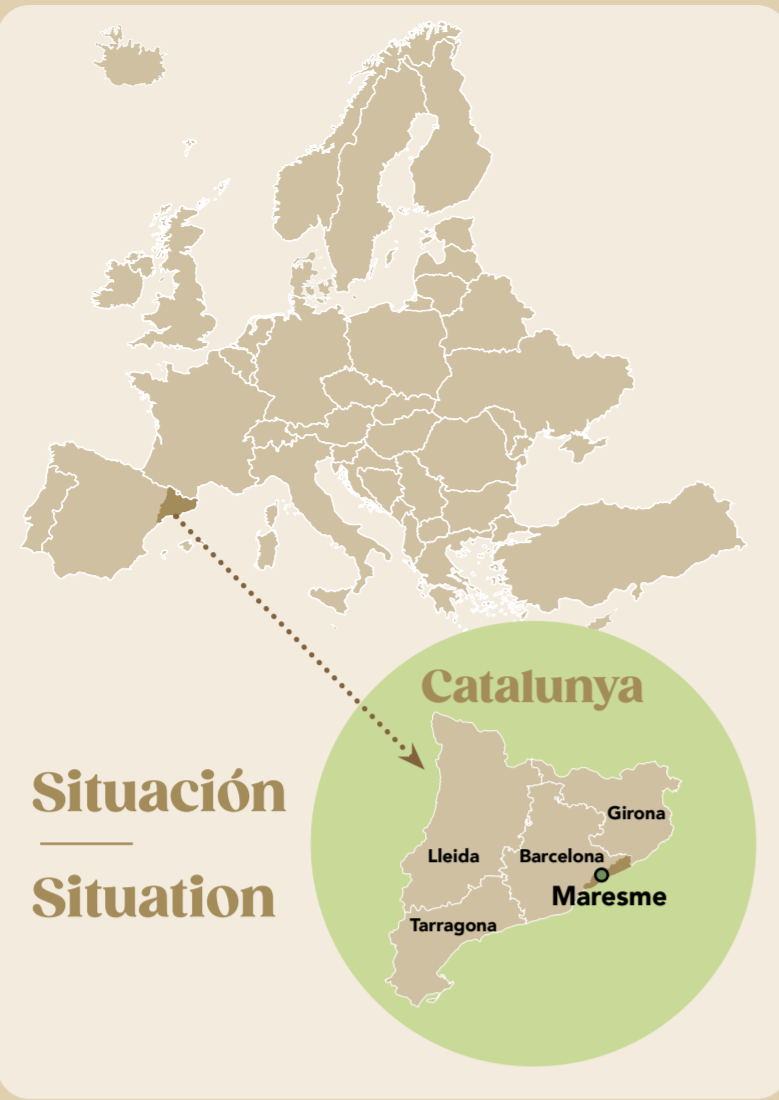 Catalunya
Situación
Situation
Girona
Lleida
Barcelona
Maresme
Tarragona